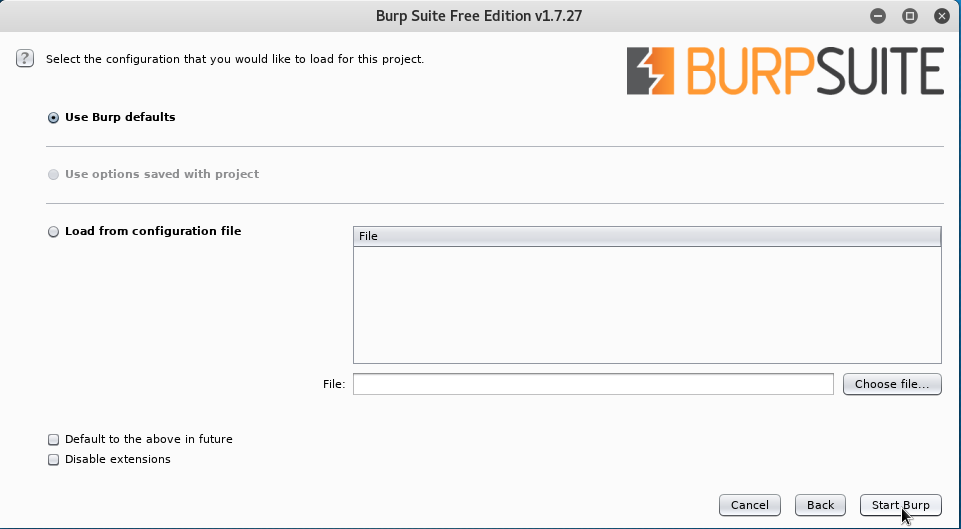 Burp Suite Free Edition v1.7.27
?
Select the configuration that you would like to load for this project.
BURPSUITE
Use Burp defaults
Use options saved with project
Load from configuration file
File
File:
Choose file...
Default to the above in future
Disable extensions
Cancel
Back
Start Burp